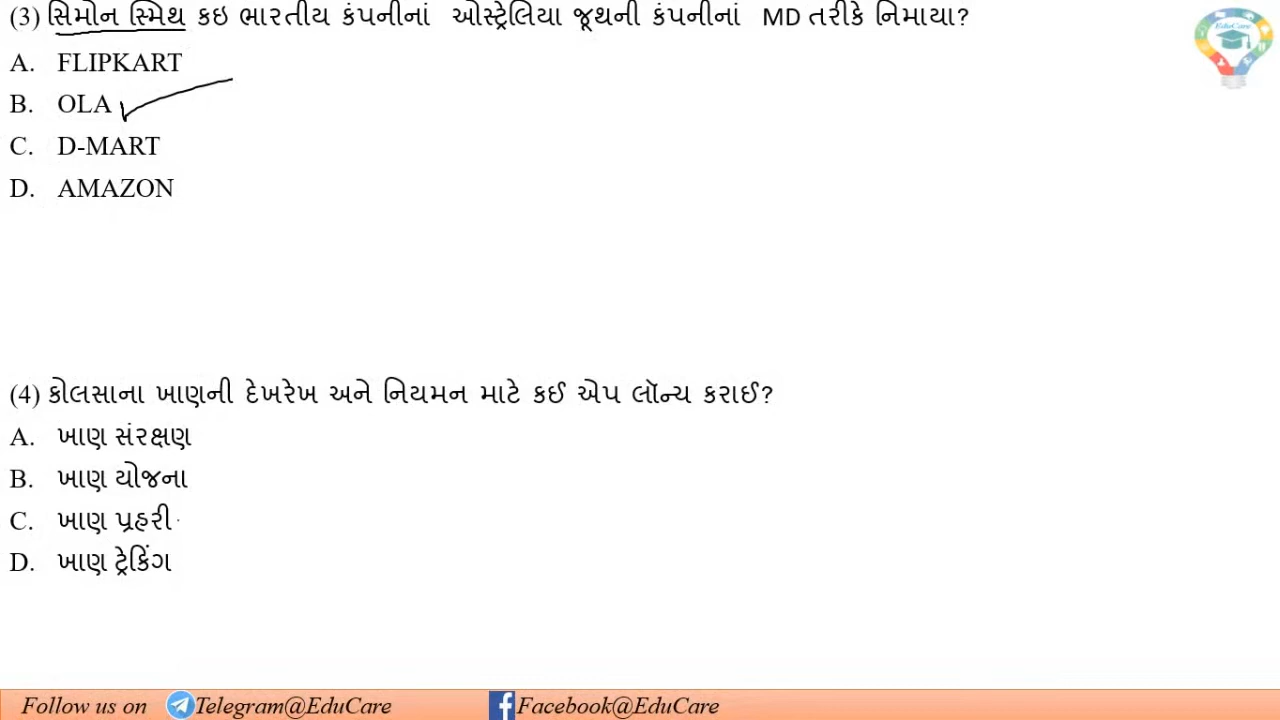 (3) સિમોન સ્મિથ કઇ ભારતીય કંપનીનાં ઓસ્ટ્રેલિયા જૂથની કંપનીનાં MD તરીકે નિમાયા?
A. FLIPKART
B. OLA
C. D-MART
D. AMAZON
EduCare
(4) કોલસાના ખાણની દેખરેખ અને નિયમન માટે કઈ એપ લૉન્ચ કરાઈ?
A. ખાણ સંરક્ષણ
B. ખાણ યોજના
C. ખાણ પ્રહરી
D. ખાણ ટ્રેકિંગ
Follow us on Telegram@EduCare Facebook@EduCare